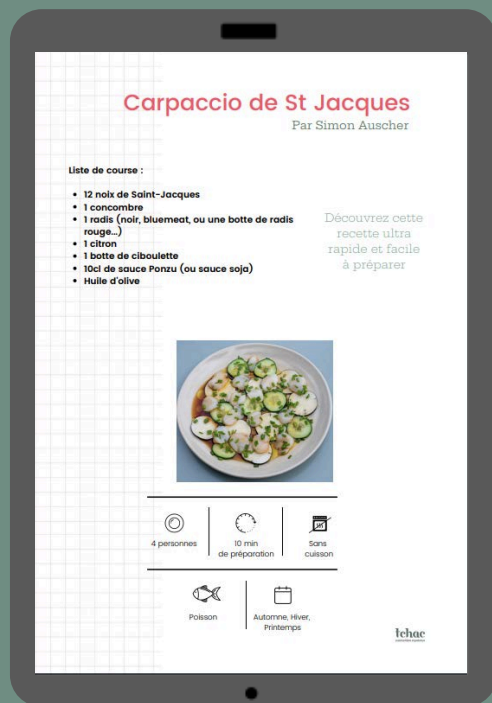 Carpaccio de St Jacques
Par Simon Auscher
Liste de course :
• 12 noix de Saint-Jacques
• 1 concombre
• 1 radis (noir, bluemeat, ou une botte de radis
rouge...)
• 1 citron
• 1 botte de ciboulette
• 10cl de sauce Ponzu (ou sauce soja)
• Huile d'olive
Découvrez cette
recette ultra
rapide et facile
à préparer
4 personnes
10 min
de préparation
Sans
cuisson
Poisson
Automne, Hiver,
Printemps
tchac